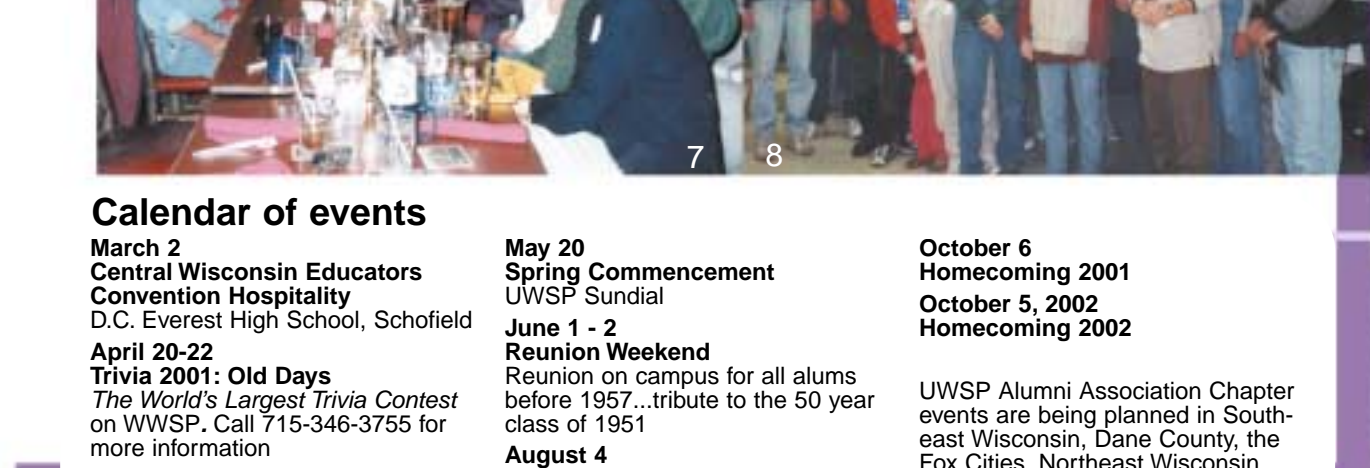 7 8
Calendar of events
March 2
Central Wisconsin Educators
Convention Hospitality
D.C. Everest High School, Schofield
April 20-22
Trivia 2001: Old Days
The World's Largest Trivia Contest
on WWSP. Call 715-346-3755 for
more information
May 20
Spring Commencement
UWSP Sundial
June 1 - 2
Reunion Weekend
Reunion on campus for all alums
before 1957...tribute to the 50 year
class of 1951
August 4
October 6
Homecoming 2001
October 5, 2002
Homecoming 2002
UWSP Alumni Association Chapter
events are being planned in South-
east Wisconsin, Dane County, the
Fox Cities, Northeast Wisconsin